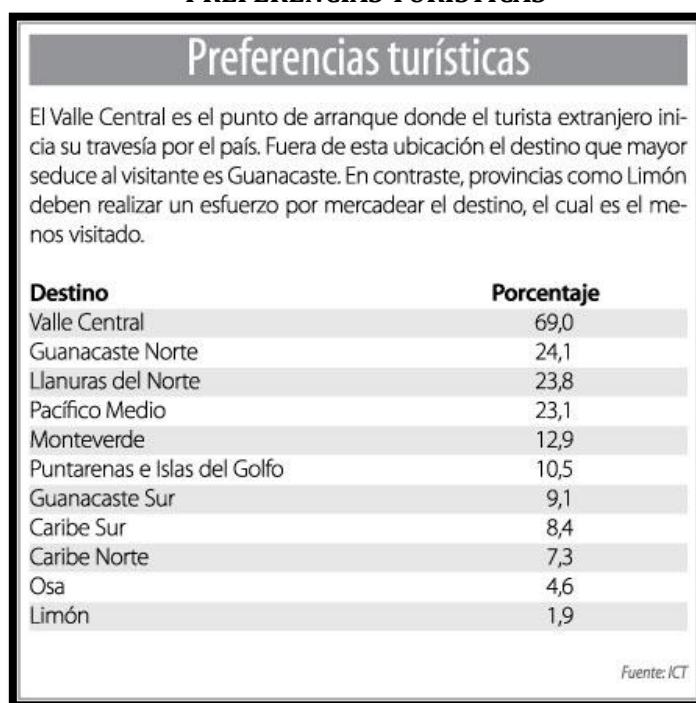 PREFERENCIAS TURÍSTICAS
Preferencias turísticas
El Valle Central es el punto de arranque donde el turista extranjero ini-
cia su travesía por el país. Fuera de esta ubicación el destino que mayor
seduce al visitante es Guanacaste. En contraste, provincias como Limón
deben realizar un esfuerzo por mercadear el destino, el cual es el me-
nos visitado.
Destino Porcentaje
Valle Central 69,0
Guanacaste Norte 24,1
Llanuras del Norte 23,8
Pacífico Medio 23,1
Monteverde 12,9
Puntarenas e Islas del Golfo 10,5
Guanacaste Sur 9,1
Caribe Sur 8,4
Caribe Norte 7,3
Osa 4,6
Limón 1,9
Fuente: ICT